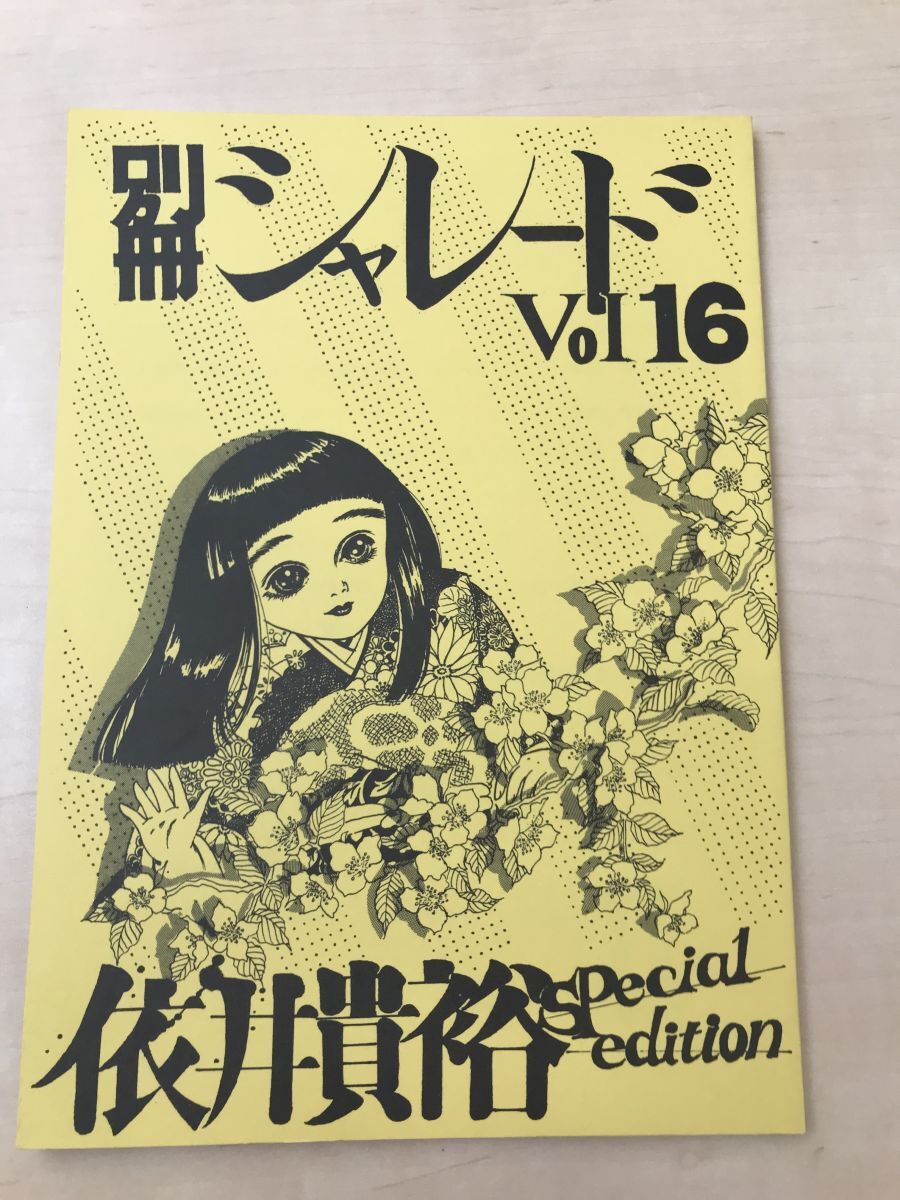 別冊シャレード
Vol 16
依井貴裕
special
edition